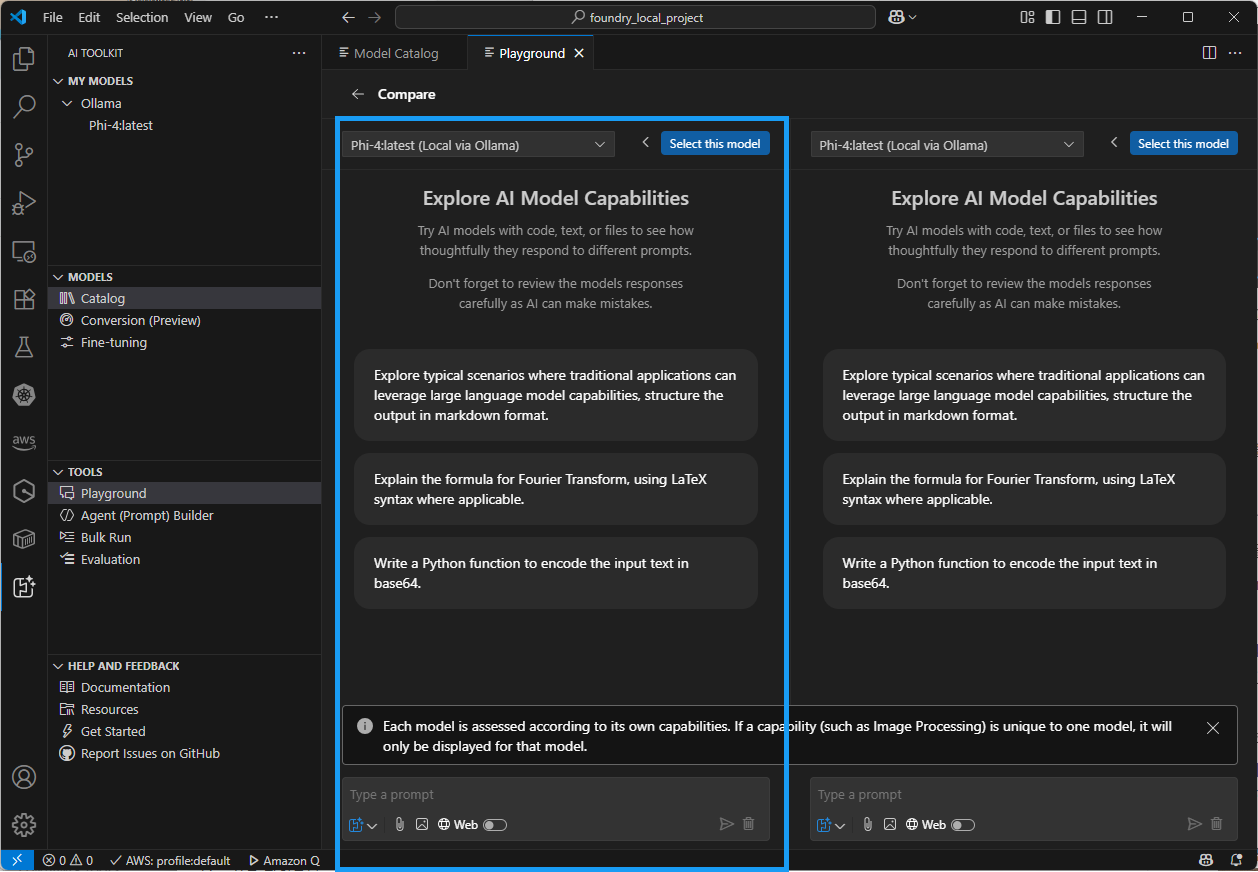 File Edit Selection View Go ···
foundry_local_project
AI TOOLKIT
MY MODELS
Ollama
Phi-4:latest
MODELS
Catalog
Conversion (Preview)
Fine-tuning
TOOLS
Playground
Agent (Prompt) Builder
Bulk Run
Evaluation
HELP AND FEEDBACK
Documentation
Resources
Get Started
Report Issues on GitHub
aws
Model Catalog
Playground
Compare
Phi-4:latest (Local via Ollama)
Select this model
Explore AI Model Capabilities
Try AI models with code, text, or files to see how
thoughtfully they respond to different prompts.
Don't forget to review the models responses
carefully as AI can make mistakes.
Explore typical scenarios where traditional applications can
leverage large language model capabilities, structure the
output in markdown format.
Explain the formula for Fourier Transform, using LaTeX
syntax where applicable.
Write a Python function to encode the input text in
base64.
Phi-4:latest (Local via Ollama)
Select this model
Explore AI Model Capabilities
Try AI models with code, text, or files to see how
thoughtfully they respond to different prompts.
Don't forget to review the models responses
carefully as AI can make mistakes.
Explore typical scenarios where traditional applications can
leverage large language model capabilities, structure the
output in markdown format.
Explain the formula for Fourier Transform, using LaTeX
syntax where applicable.
Write a Python function to encode the input text in
base64.
Each model is assessed according to its own capabilities. If a capability (such as Image Processing) is unique to one model, it will
only be displayed for that model.
Type a prompt
Web
Type a prompt
Web
0 0 AWS: profile:default Amazon Q